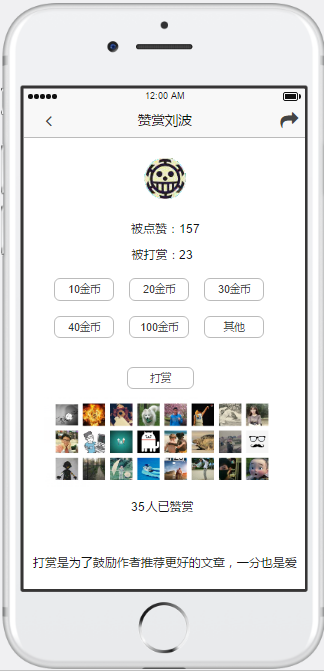 12:00 AM
赞赏刘波
被点赞：157
被打赏：23
10金币 20金币 30金币
40金币 100金币 其他
打赏
35人已赞赏
打赏是为了鼓励作者推荐更好的文章，一分也是爱